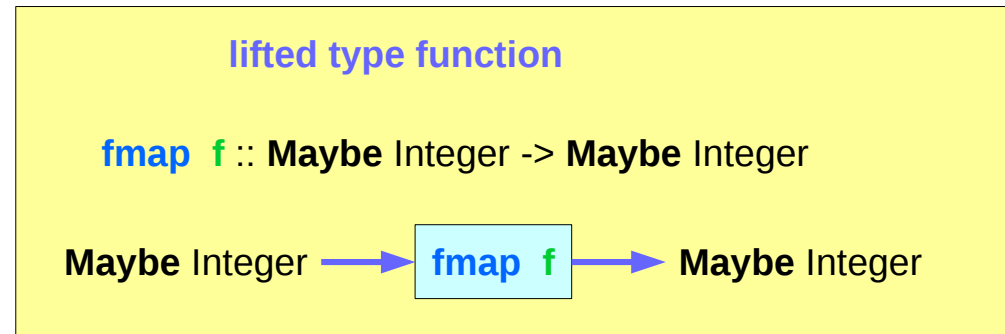 lifted type function
fmap f :: Maybe Integer -> Maybe Integer
Maybe Integer fmap f Maybe Integer